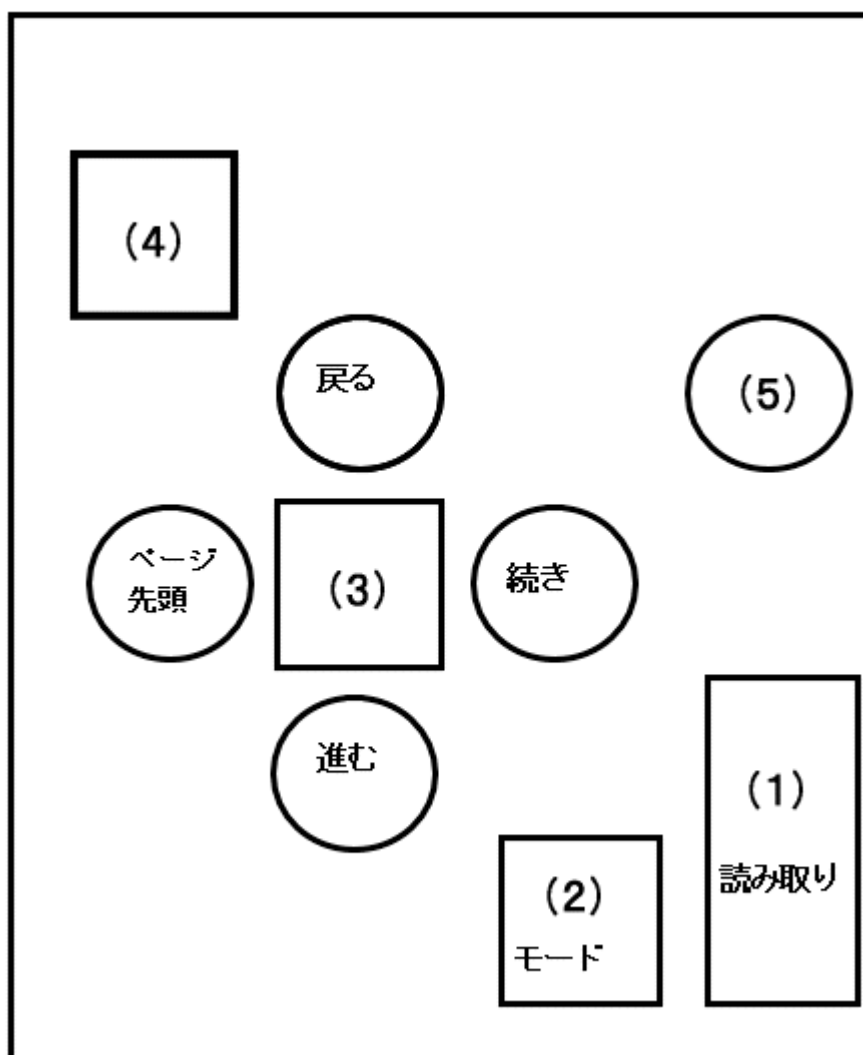 （4）
戻る
（5）
ページ
先頭
（3）
続き
進む
（1）
読み取り
（2）
モード